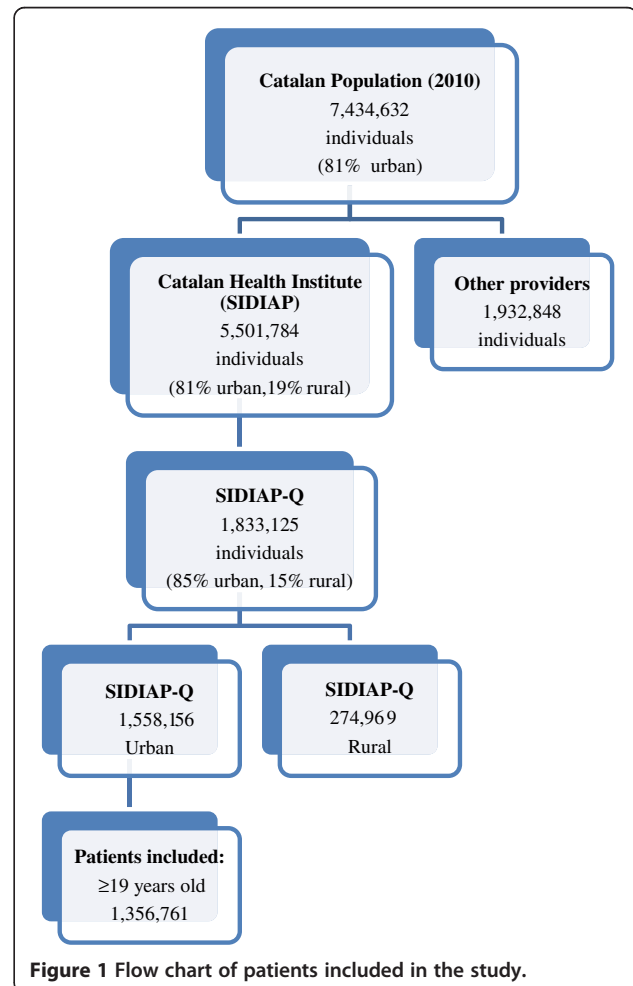 Catalan Population (2010)
7,434,632
individuals
(81% urban)
Catalan Health Institute
(SIDIAP)
5,501,784
individuals
(81% urban,19% rural)
Other providers
1,932,848
individuals
SIDIAP-Q
1,833,125
individuals
(85% urban, 15% rural)
SIDIAP-Q
1,558,156
Urban
SIDIAP-Q
274,969
Rural
Patients included:
≥19 years old
1,356,761
Figure 1 Flow chart of patients included in the study.